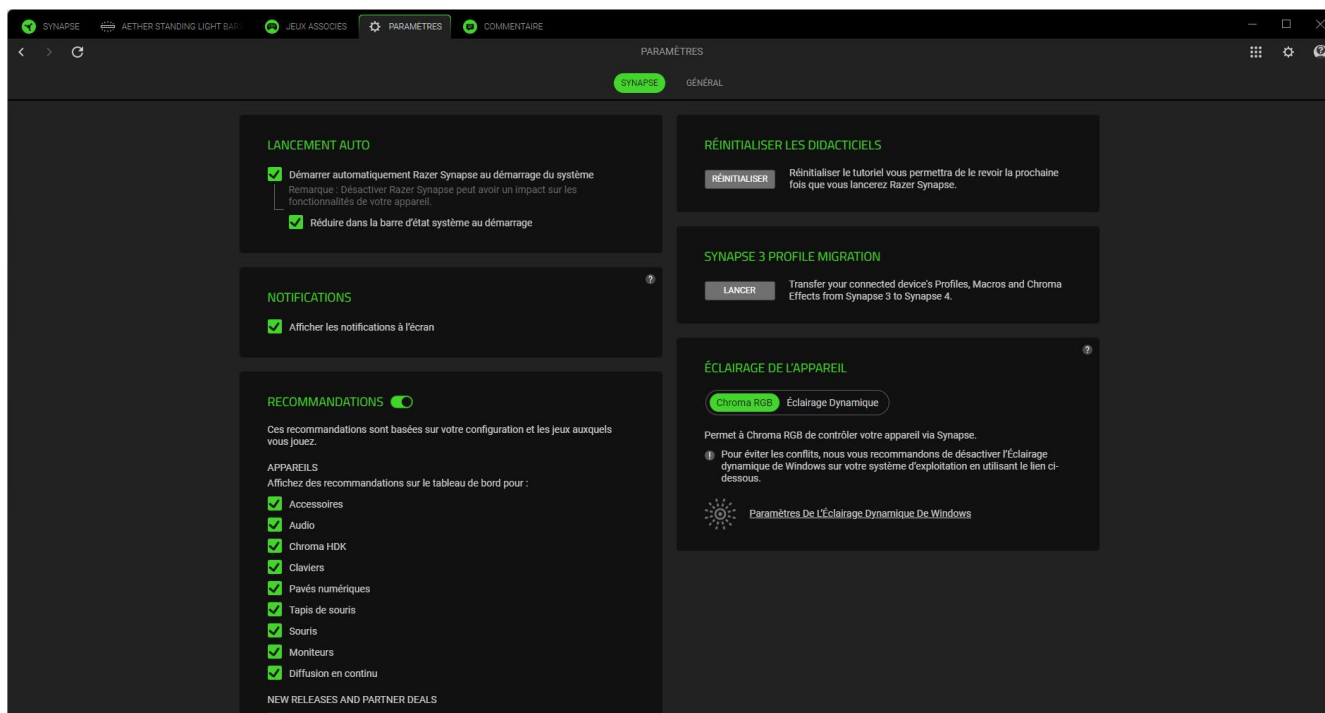 SYNAPSE
AETHER STANDING LIGHT BAR
JEUX ASSOCIÉS
PARAMÈTRES
COMMENTAIRE
PARAMÈTRES
SYNAPSE
GÉNÉRAL
LANCEMENT AUTO
Démarrer automatiquement Razer Synapse au démarrage du système
Remarque : Désactiver Razer Synapse peut avoir un impact sur les
fonctionnalités de votre appareil.
Réduire dans la barre d'état système au démarrage
NOTIFICATIONS
?
Afficher les notifications à l'écran
RECOMMANDATIONS
Ces recommandations sont basées sur votre configuration et les jeux auxquels
vous jouez.
APPAREILS
Affichez des recommandations sur le tableau de bord pour :
Accessoires
Audio
Chroma HDK
Claviers
Pavés numériques
Tapis de souris
Souris
Moniteurs
Diffusion en continu
NEW RELEASES AND PARTNER DEALS
RÉINITIALISER LES DIDACTICIELS
RÉINITIALISER
Réinitialiser le tutoriel vous permettra de le revoir la prochaine
fois que vous lancerez Razer Synapse.
SYNAPSE 3 PROFILE MIGRATION
LANCER
Transfer your connected device's Profiles, Macros and Chroma
Effects from Synapse 3 to Synapse 4.
?
ÉCLAIRAGE DE L'APPAREIL
Chroma RGB
Éclairage Dynamique
Permet à Chroma RGB de contrôler votre appareil via Synapse.
Pour éviter les conflits, nous vous recommandons de désactiver l'Éclairage
dynamique de Windows sur votre système d'exploitation en utilisant le lien ci-
dessous.
Paramètres De L'Éclairage Dynamique De Windows